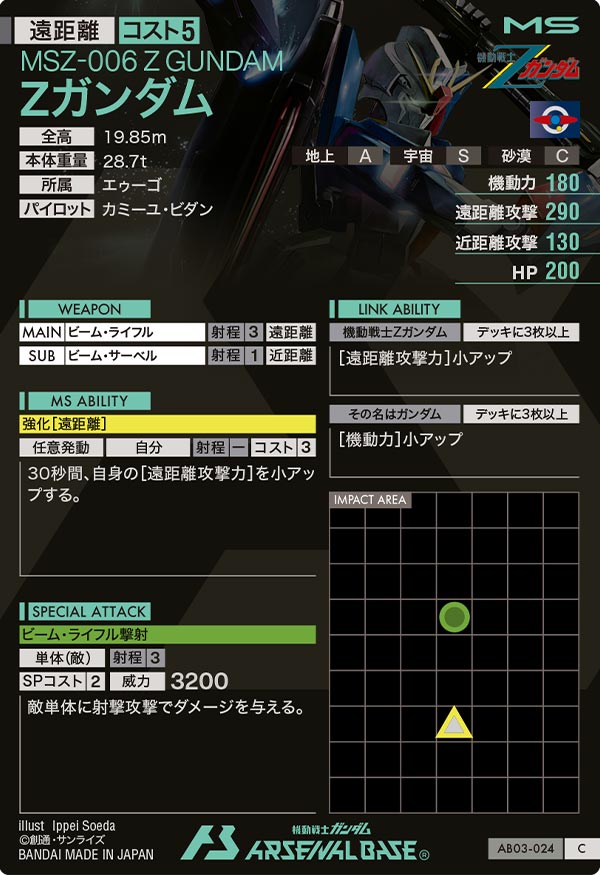 遠距離 コスト5 MS
MSZ-006 Z GUNDAM
Zガンダム
機動戦士Zガンダム
全高 19.85m
本体重量 28.7t
所属 エゥーゴ
パイロット カミーユ・ビダン
地上 A 宇宙 S 砂漠 C
機動力 180
遠距離攻撃 290
近距離攻撃 130
HP 200
WEAPON
MAIN ビーム・ライフル 射程 3 遠距離
SUB ビーム・サーベル 射程 1 近距離
MS ABILITY
強化[遠距離]
任意発動 自分 射程 ー コスト 3
30秒間、自身の[遠距離攻撃力]を小アッ
プする。
SPECIAL ATTACK
ビーム・ライフル撃射
単体(敵) 射程 3
SPコスト 2 威力 3200
敵単体に射撃攻撃でダメージを与える。
LINK ABILITY
機動戦士Zガンダム デッキに3枚以上
[遠距離攻撃力]小アップ
その名はガンダム デッキに3枚以上
[機動力]小アップ
IMPACT AREA
illust Ippei Soeda
©創通・サンライズ
BANDAI MADE IN JAPAN
機動戦士ガンダム
AB ARSENAL BASE®
AB03-024 C